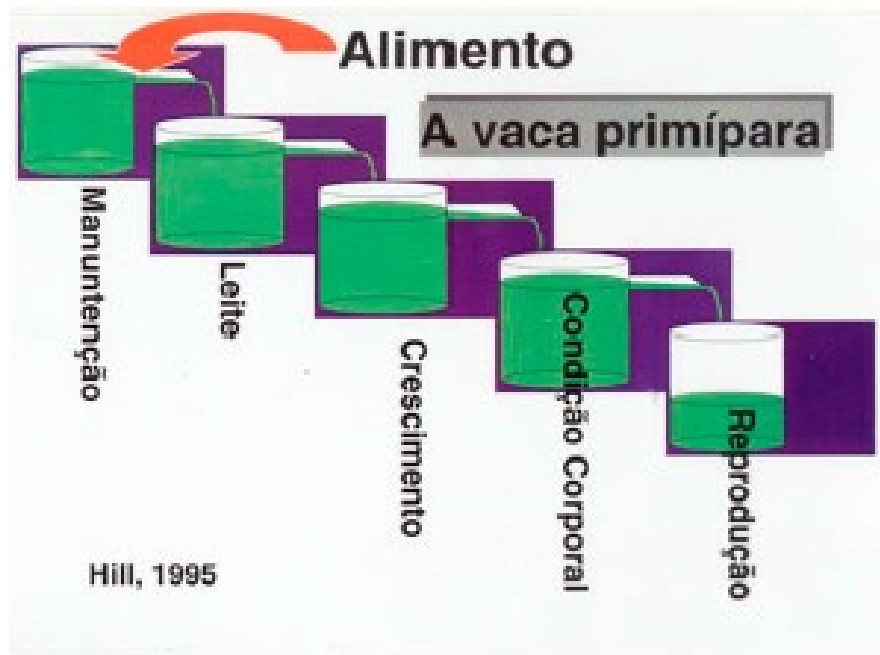 Alimento
A vaca primípara
Manuntenção
Leite
Crescimento
Condição Corporal
Reprodução
Hill, 1995